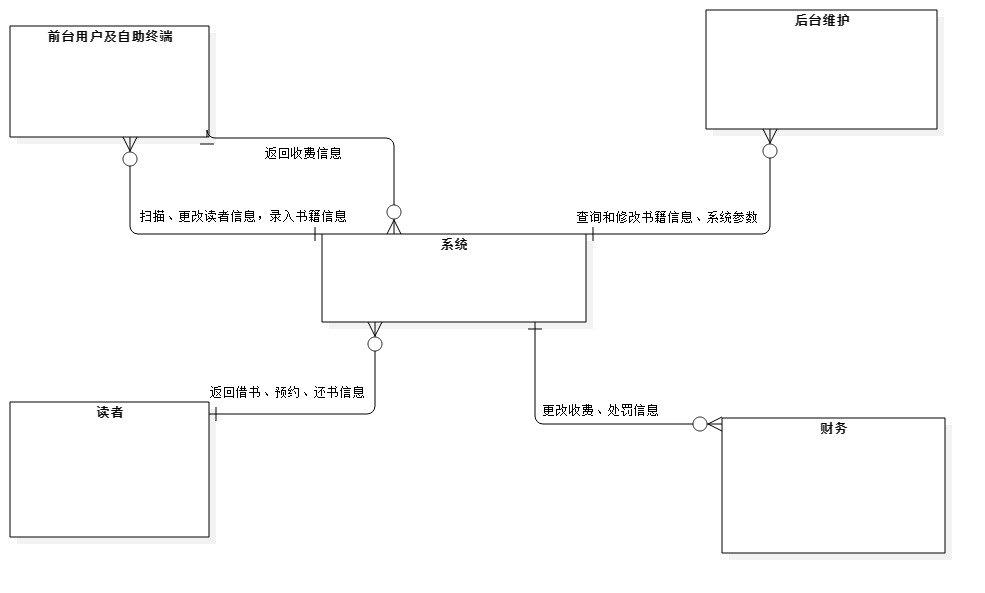 前台用户及自助终端
后台维护
返回收费信息
扫描、更改读者信息，录入书籍信息
查询和修改书籍信息、系统参数
系统
返回借书、预约、还书信息
读者
更改收费、处罚信息
财务